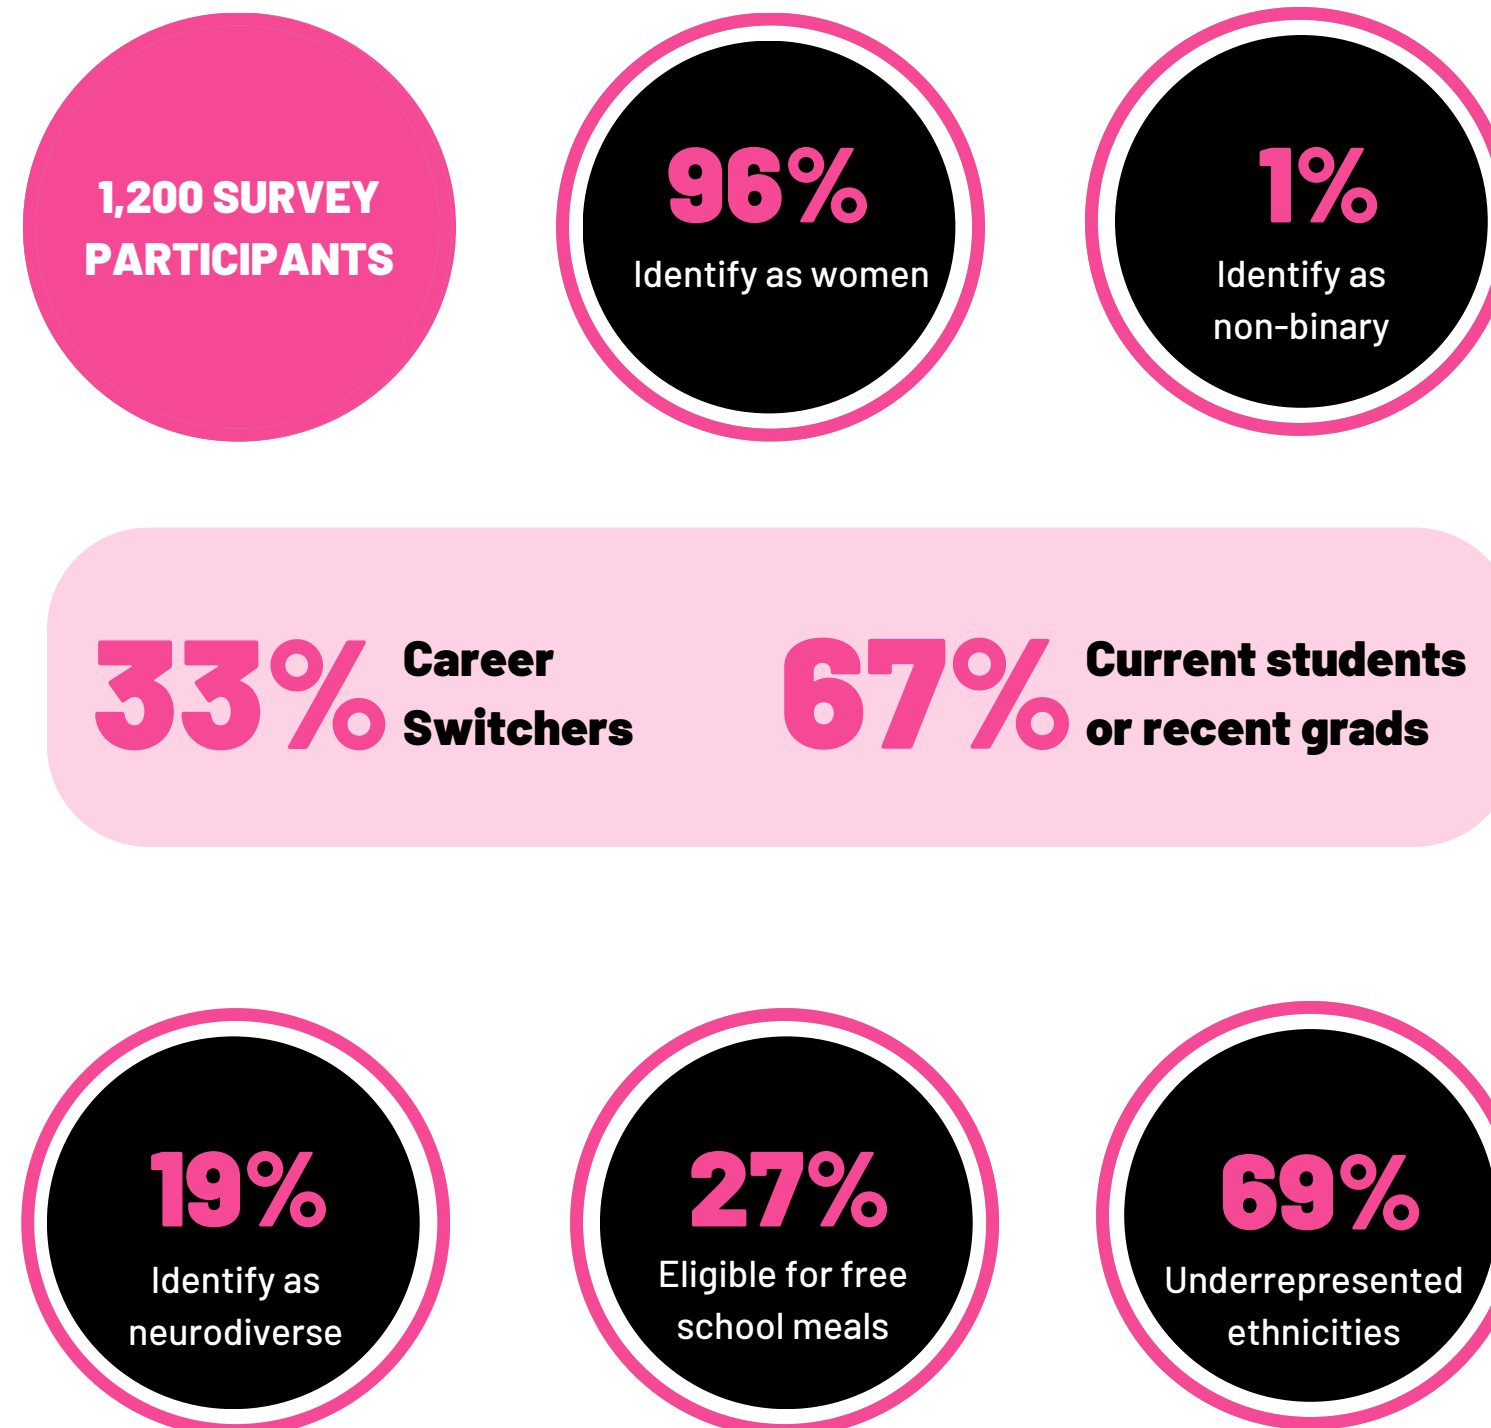 1,200 SURVEY
PARTICIPANTS
96%
Identify as women
1%
Identify as
non-binary
33%
Career
Switchers
67%
Current students
or recent grads
19%
Identify as
neurodiverse
27%
Eligible for free
school meals
69%
Underrepresented
ethnicities